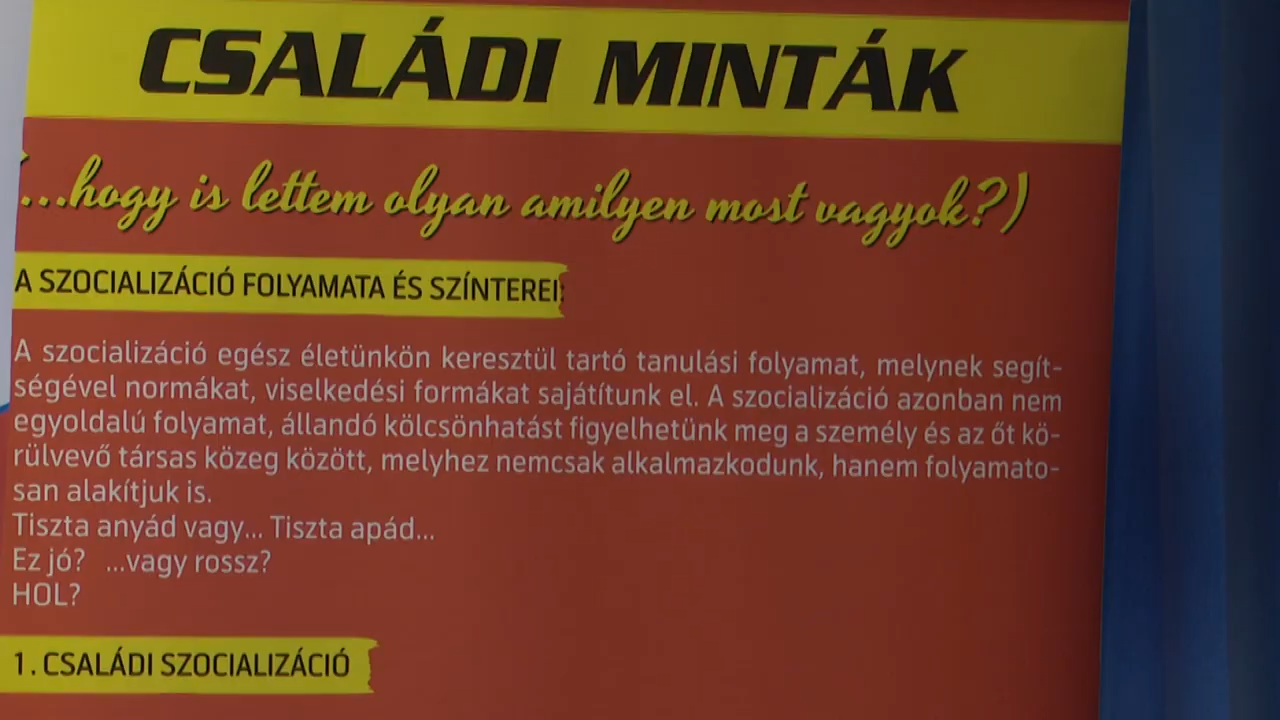 CSALÁDI MINTÁK
(...hogy is lettem olyan amilyen most vagyok?)
A SZOCIALIZÁCIÓ FOLYAMATA ÉS SZÍNTEREI:
A szocializáció egész életünkön keresztül tartó tanulási folyamat, melynek segít-
ségével normákat, viselkedési formákat sajátítunk el. A szocializáció azonban nem
egyoldalú folyamat, állandó kölcsönhatást figyelhetünk meg a személy és az őt kö-
rülvevő társas közeg között, melyhez nemcsak alkalmazkodunk, hanem folyamato-
san alakítjuk is.
Tiszta anyád vagy... Tiszta apád...
Ez jó? ...vagy rossz?
HOL?
1. CSALÁDI SZOCIALIZÁCIÓ